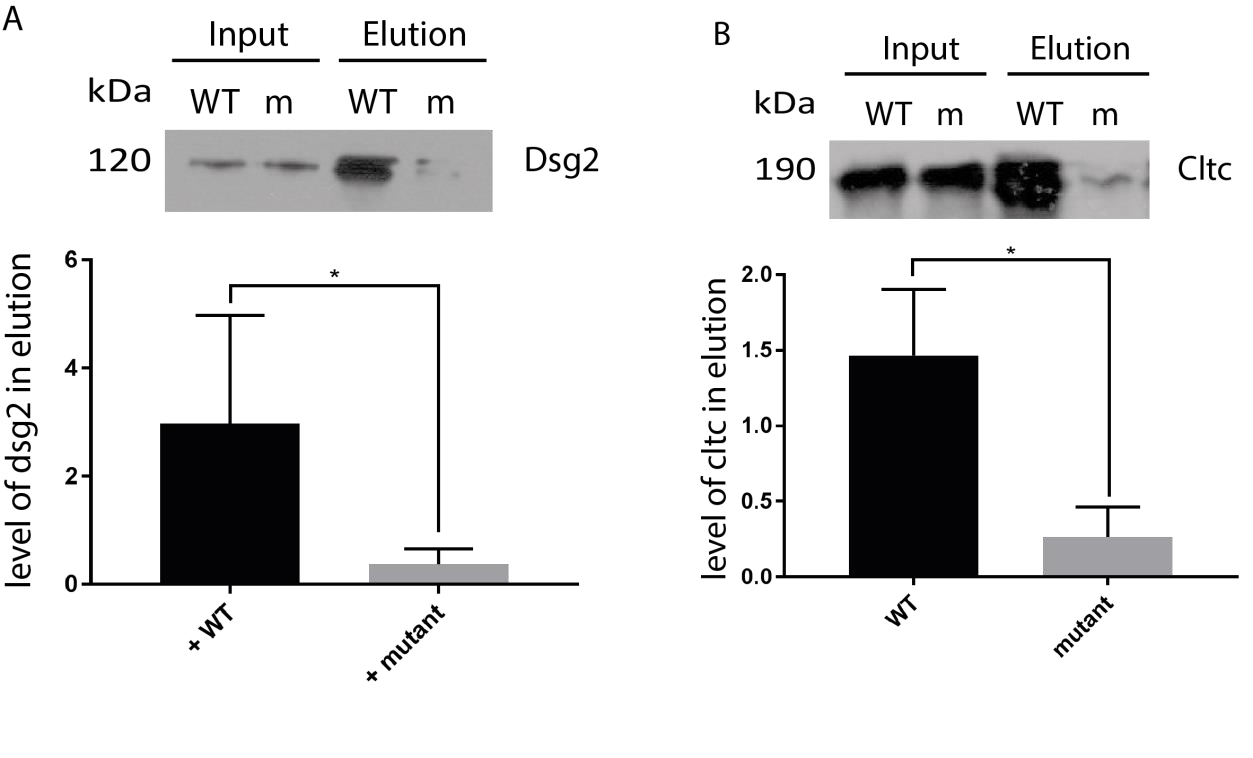 A
Input Elution
kDa WT m WT m
120 Dsg2
level of dsg2 in elution
6
4
2
0
*
+ WT + mutant
B
Input Elution
kDa WT m WT m
190 Cltc
level of cltc in elution
2.0
1.5
1.0
0.5
0.0
*
WT mutant